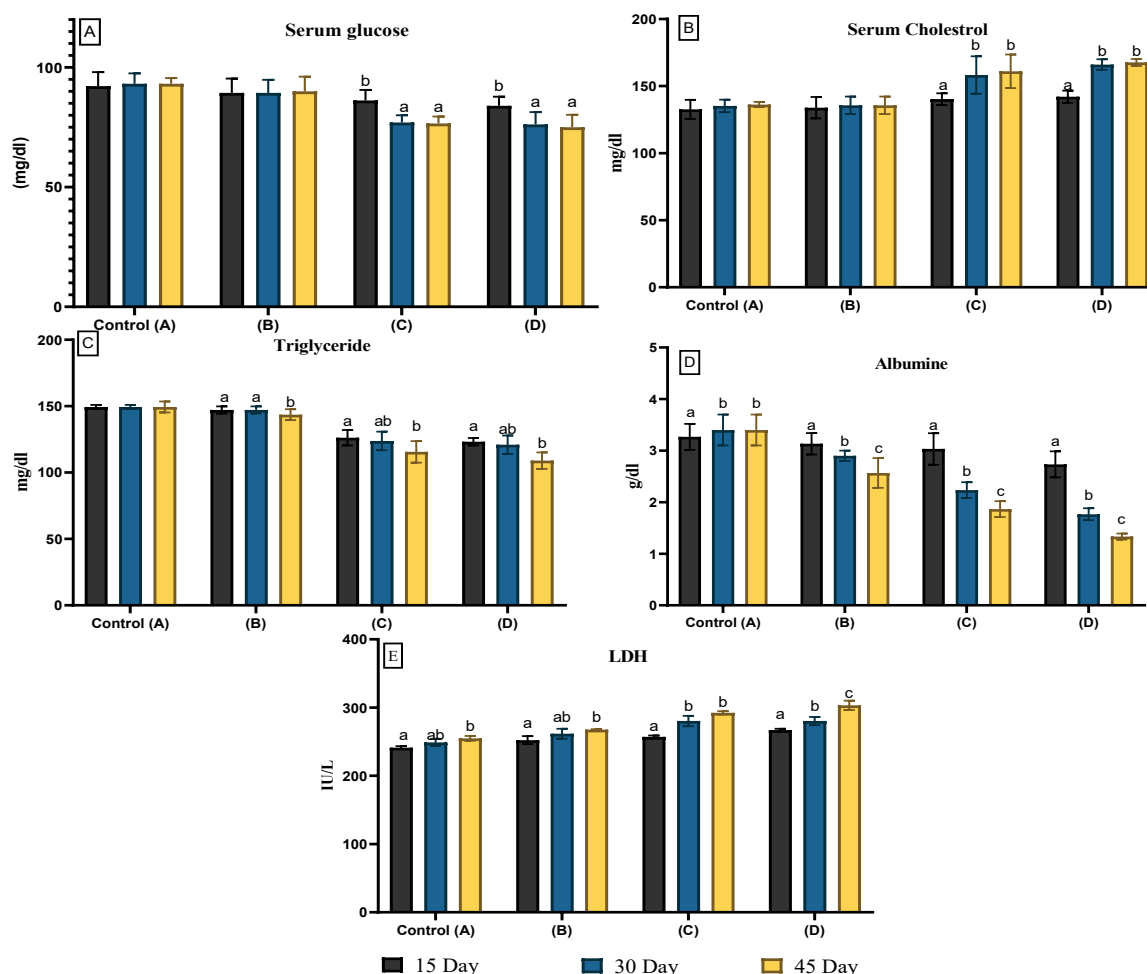 A
Serum glucose
(mg/dl)
100
50
0
b
a
a
b
a
a
Control (A)
(B)
(C)
(D)
B
Serum Cholestrol
mg/dl
200
150
100
50
0
a
b
b
a
b
b
Control (A)
(B)
(C)
(D)
C
Triglyceride
mg/dl
200
150
100
50
0
a
a
b
a
ab
b
a
ab
b
Control (A)
(B)
(C)
(D)
D
Albumine
g/dl
5
4
3
2
1
0
a
b
b
a
b
c
a
b
c
a
b
c
Control (A)
(B)
(C)
(D)
E
LDH
IU/L
400
300
200
100
0
a
ab
b
a
ab
b
a
b
b
a
b
c
Control (A)
(B)
(C)
(D)
15 Day
30 Day
45 Day